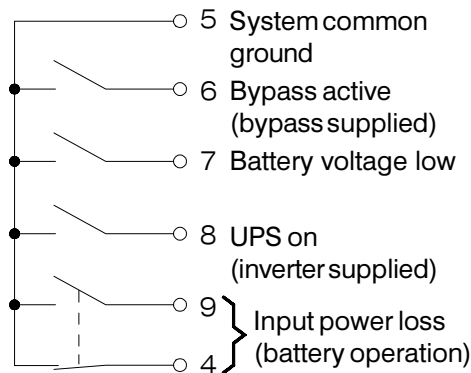 5 System common
ground
6 Bypass active
(bypass supplied)
7 Battery voltage low
8 UPS on
(inverter supplied)
9
Input power loss
(battery operation)
4